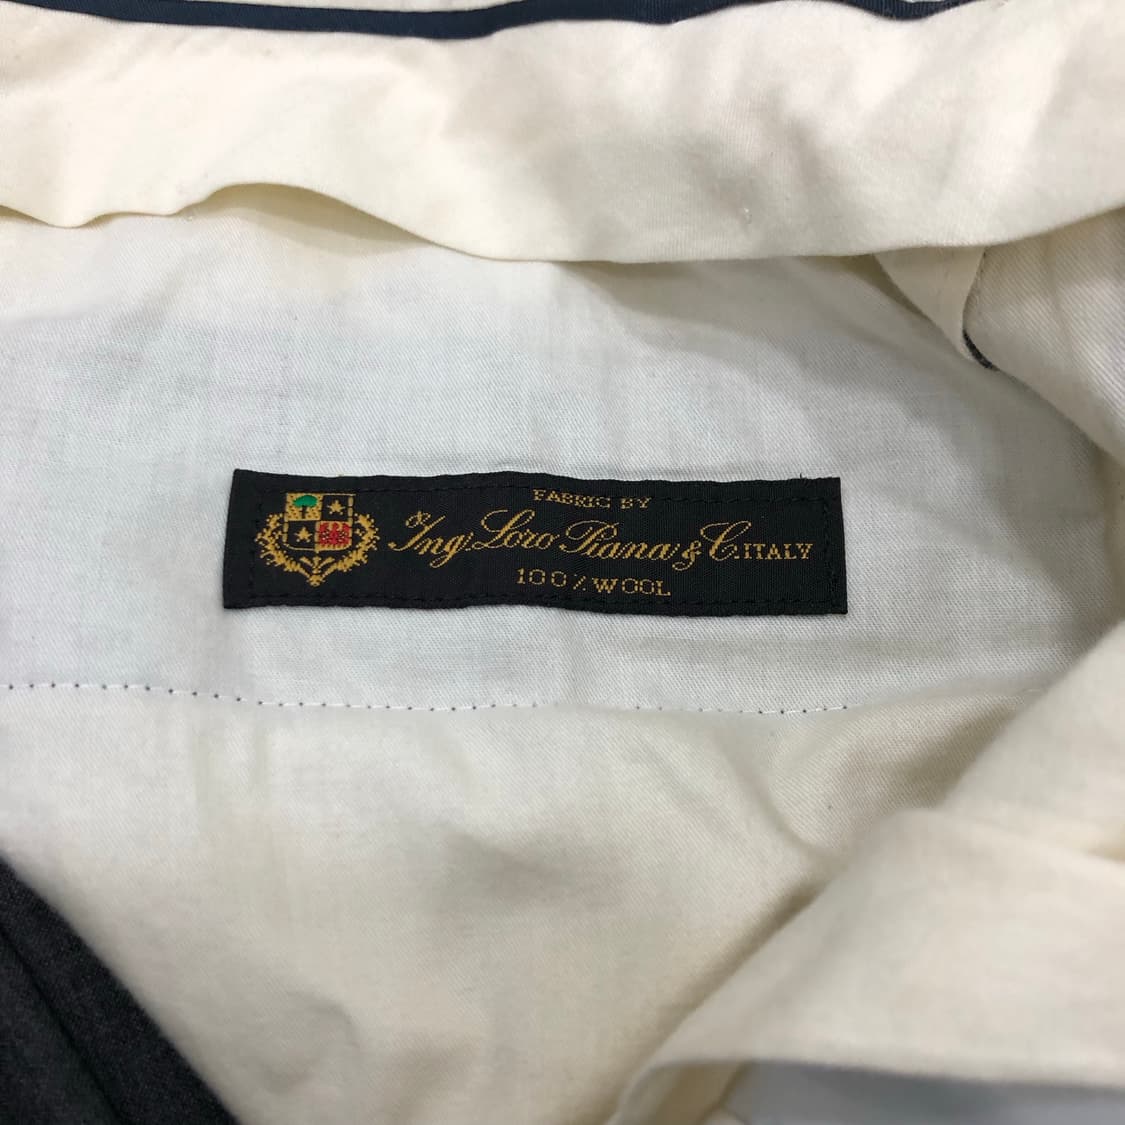 FABRIC BY
Ing. Loro Piana & C. ITALY
100% WOOL